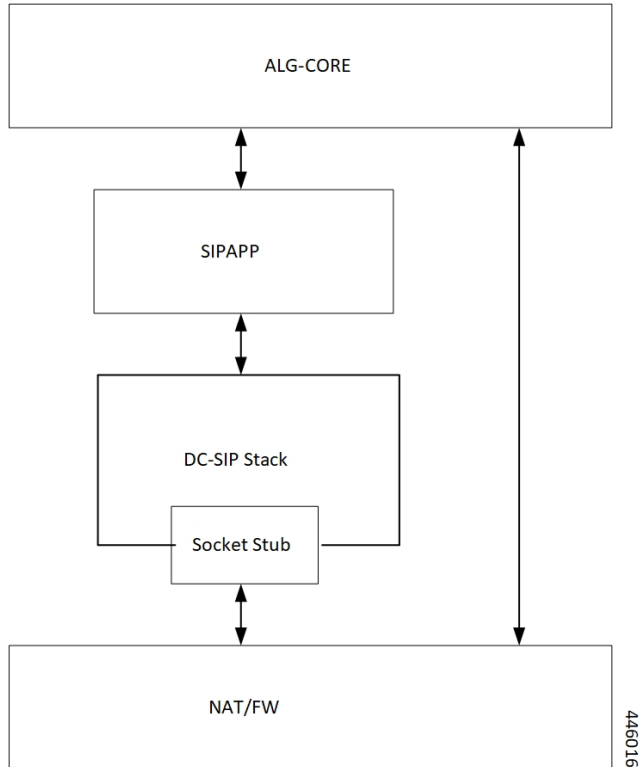 ALG-CORE
SIPAPP
DC-SIP Stack
Socket Stub
NAT/FW
446016